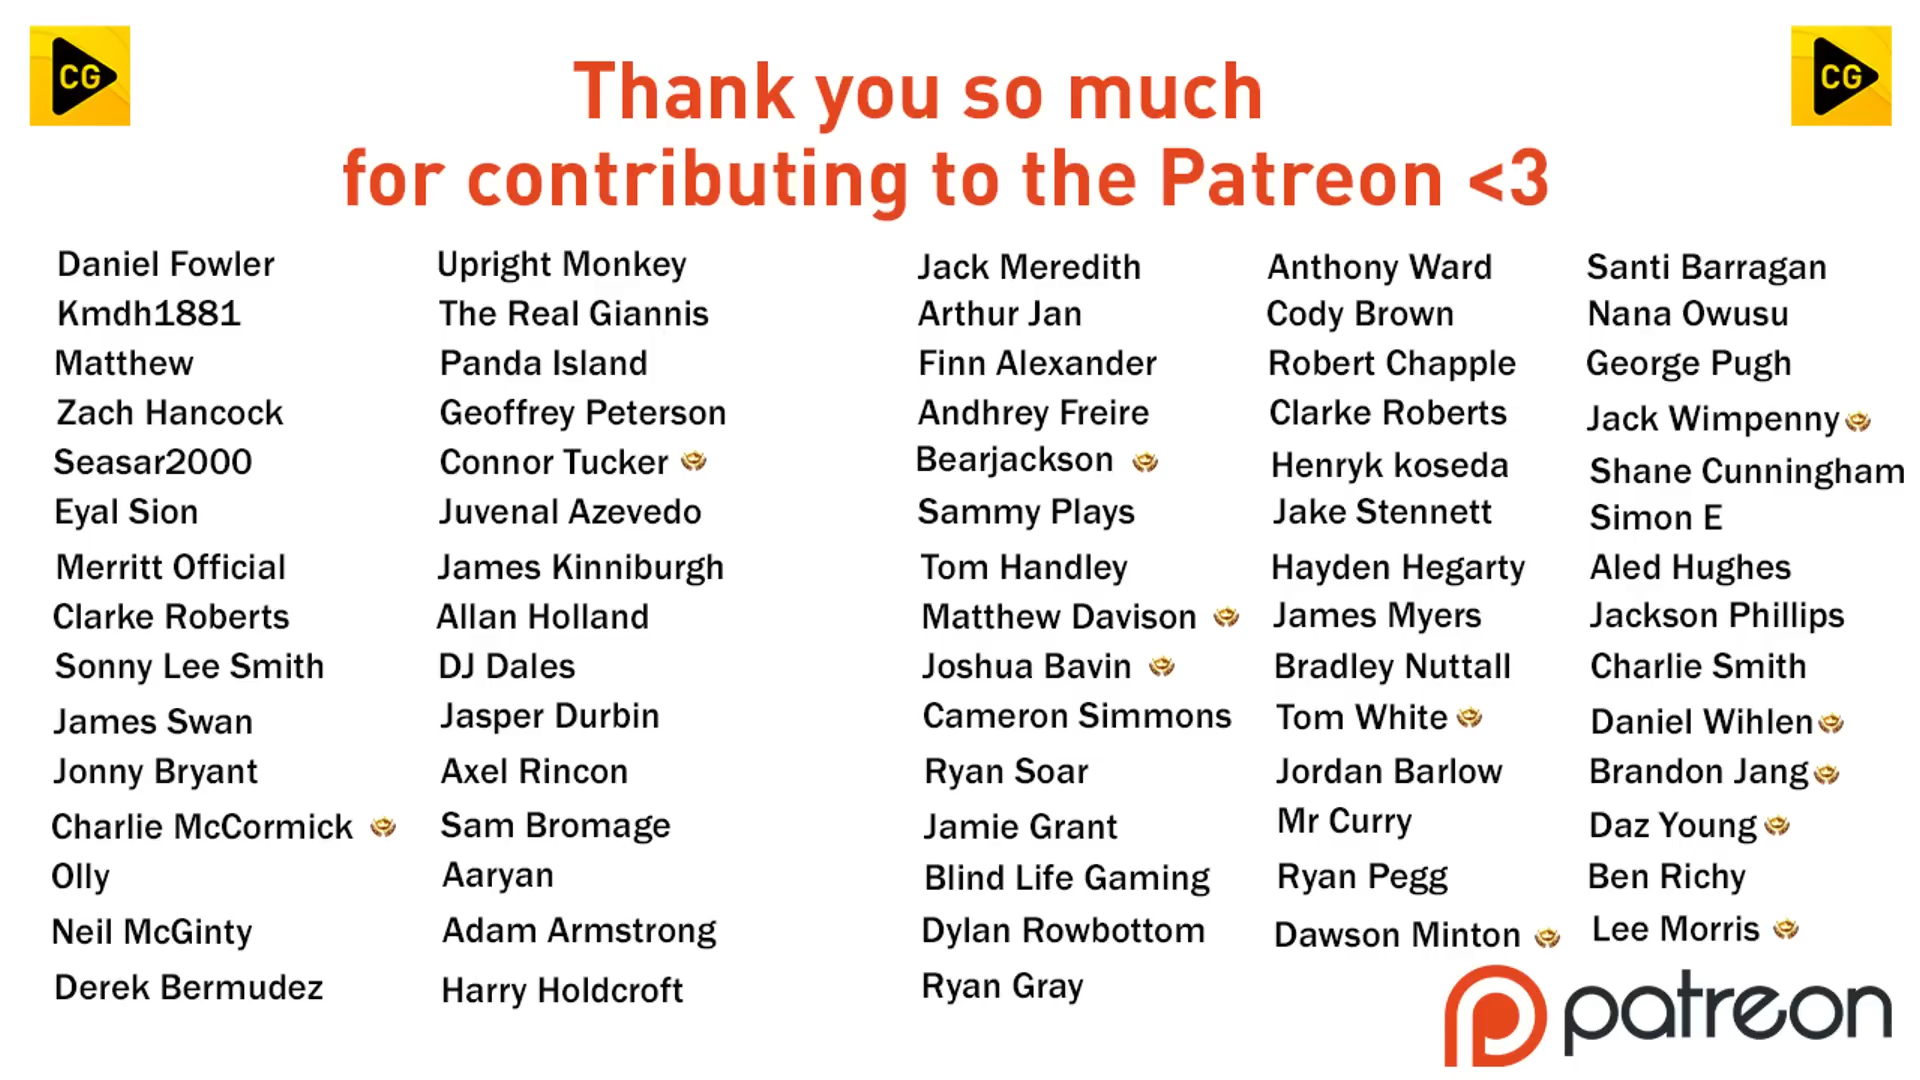 CG
CG
Thank you so much
for contributing to the Patreon <3
Daniel Fowler
Kmdh1881
Matthew
Zach Hancock
Seasar2000
Eyal Sion
Merritt Official
Clarke Roberts
Sonny Lee Smith
James Swan
Jonny Bryant
Charlie McCormick
Olly
Neil McGinty
Derek Bermudez
Upright Monkey
The Real Giannis
Panda Island
Geoffrey Peterson
Connor Tucker
Juvenal Azevedo
James Kinniburgh
Allan Holland
DJ Dales
Jasper Durbin
Axel Rincon
Sam Bromage
Aaryan
Adam Armstrong
Harry Holdcroft
Jack Meredith
Arthur Jan
Finn Alexander
Andhrey Freire
Bearjackson
Sammy Plays
Tom Handley
Matthew Davison
Joshua Bavin
Cameron Simmons
Ryan Soar
Jamie Grant
Blind Life Gaming
Dylan Rowbottom
Ryan Gray
Anthony Ward
Cody Brown
Robert Chapple
Clarke Roberts
Henryk koseda
Jake Stennett
Hayden Hegarty
James Myers
Bradley Nuttall
Tom White
Jordan Barlow
Mr Curry
Ryan Pegg
Dawson Minton
Santi Barragan
Nana Owusu
George Pugh
Jack Wimpenny
Shane Cunningham
Simon E
Aled Hughes
Jackson Phillips
Charlie Smith
Daniel Wihlen
Brandon Jang
Daz Young
Ben Richy
Lee Morris
patreon